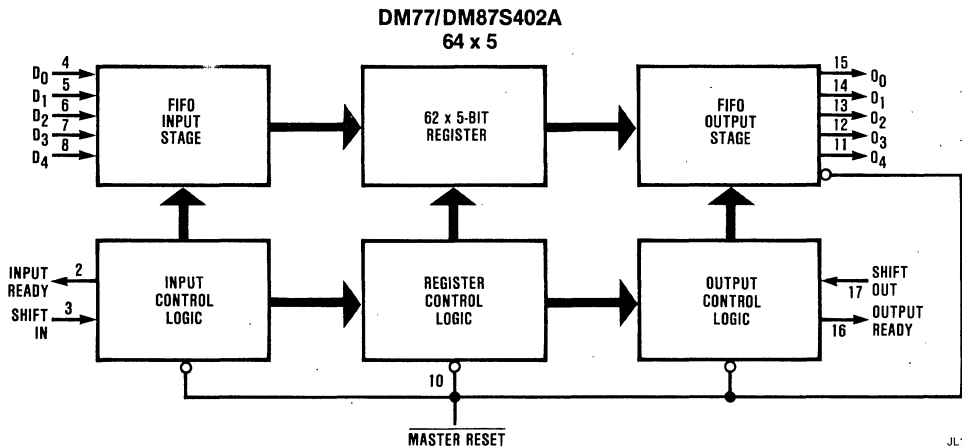 DM77/DM87S402A
64 x 5
D0
4
D1
5
D2
6
D3
7
D4
8
FIFO
INPUT
STAGE
62 x 5-BIT
REGISTER
FIFO
OUTPUT
STAGE
15
O0
14
O1
13
O2
12
O3
11
O4
INPUT
READY
2
SHIFT
IN
3
INPUT
CONTROL
LOGIC
REGISTER
CONTROL
LOGIC
OUTPUT
CONTROL
LOGIC
SHIFT
OUT
17
OUTPUT
READY
16
10
MASTER RESET